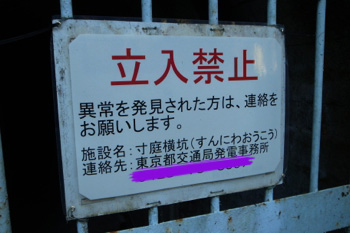 立入禁止
異常を発見された方は、連絡を
お願いします。
施設名：寸庭横坑（すんにわおうこう）
連絡先：東京都交通局発電事務所